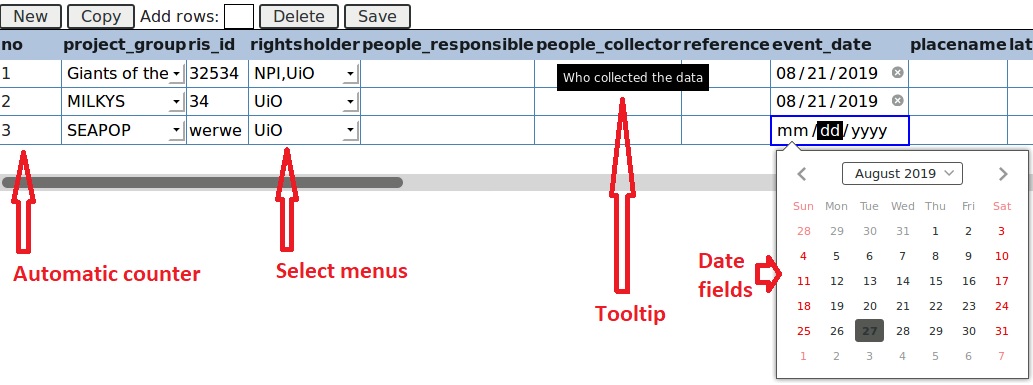 New Copy Add rows: Delete Save
no project_group ris_id rightsholder people_responsible people_collector reference event_date placename lat
1 Giants of the 32534 NPI,UiO Who collected the data 08/21/2019
2 MILKYS 34 UiO 08/21/2019
3 SEAPOP werwe UiO mm/dd/yyyy
August 2019
Sun Mon Tue Wed Thu Fri Sat
28 29 30 31 1 2 3
4 5 6 7 8 9 10
11 12 13 14 15 16 17
18 19 20 21 22 23 24
25 26 27 28 29 30 31
1 2 3 4 5 6 7
Automatic counter
Select menus
Tooltip
Date
fields